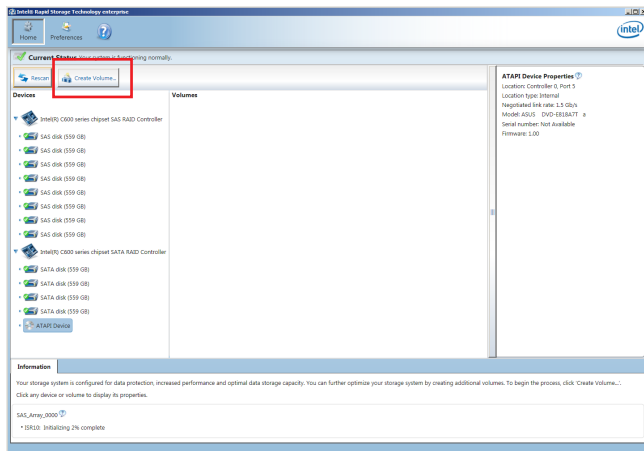 Intel® Rapid Storage Technology enterprise
Home
Preferences
intel
Current Status Your system is functioning normally.
Rescan
Create Volume...
Devices
Volumes
Intel(R) C600 series chipset SAS RAID Controller
SAS disk (559 GB)
SAS disk (559 GB)
SAS disk (559 GB)
SAS disk (559 GB)
SAS disk (559 GB)
SAS disk (559 GB)
SAS disk (559 GB)
SAS disk (559 GB)
Intel(R) C600 series chipset SATA RAID Controller
SATA disk (559 GB)
SATA disk (559 GB)
SATA disk (559 GB)
SATA disk (559 GB)
ATAPI Device
ATAPI Device Properties ?
Location: Controller 0, Port 5
Location type: Internal
Negotiated link rate: 1.5 Gb/s
Model: ASUS DVD-E818A7T a
Serial number: Not Available
Firmware: 1.00
Information
Your storage system is configured for data protection, increased performance and optimal data storage capacity. You can further optimize your storage system by creating additional volumes. To begin the process, click 'Create Volume...'.
Click any device or volume to display its properties.
SAS_Array_0000 ?
• ISR10: Initializing 2% complete